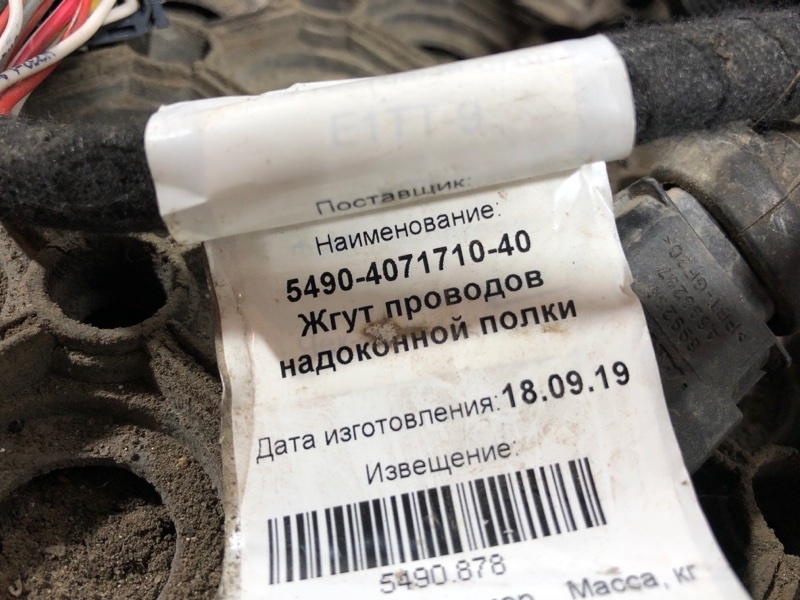 Поставщик:
Наименование:
5490-4071710-40
Жгут проводов
надоконной полки
Дата изготовления: 18.09.19
Извещение:
5490.878
Масса, кг